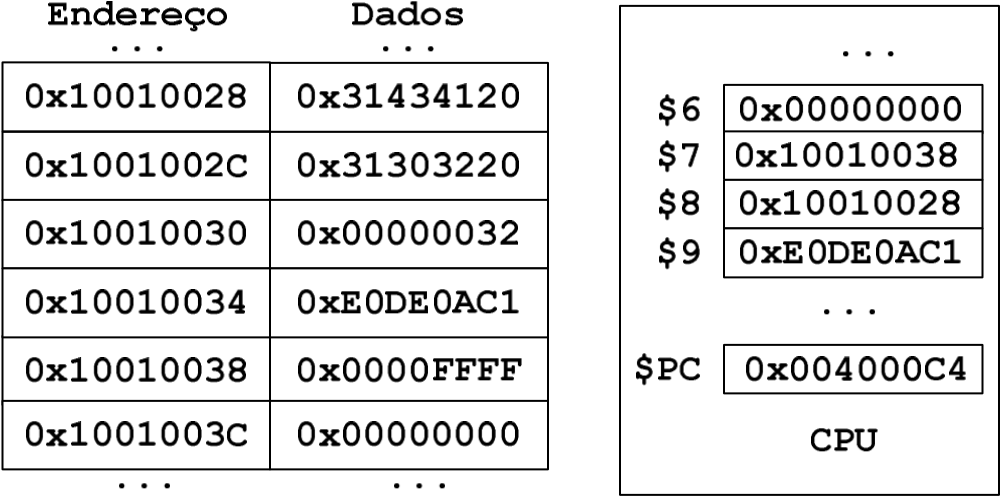 Endereço Dados
... ...
0x10010028 0x31434120
0x1001002C 0x31303220
0x10010030 0x00000032
0x10010034 0xE0DE0AC1
0x10010038 0x0000FFFF
0x1001003C 0x00000000
... ...
...
$6 0x00000000
$7 0x10010038
$8 0x10010028
$9 0xE0DE0AC1
...
$PC 0x004000C4
CPU